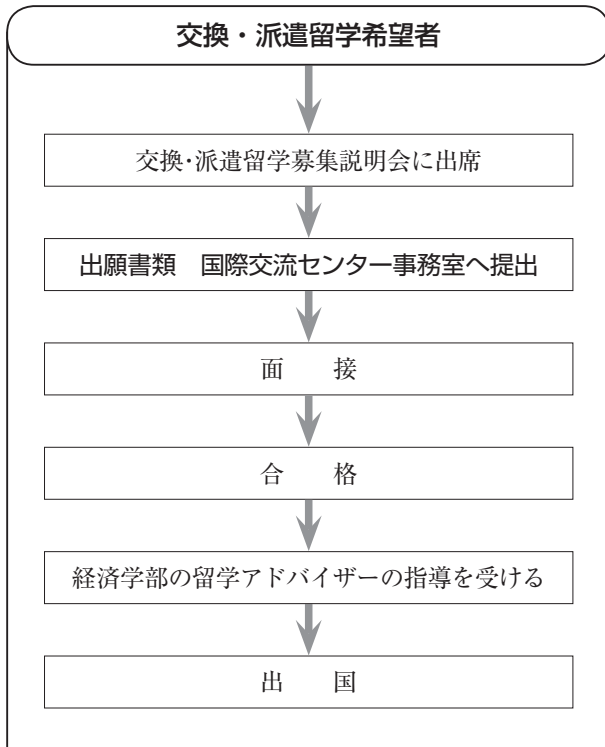 交換・派遣留学希望者
交換・派遣留学募集説明会に出席
出願書類　国際交流センター事務室へ提出
面　　接
合　　格
経済学部の留学アドバイザーの指導を受ける
出　　国